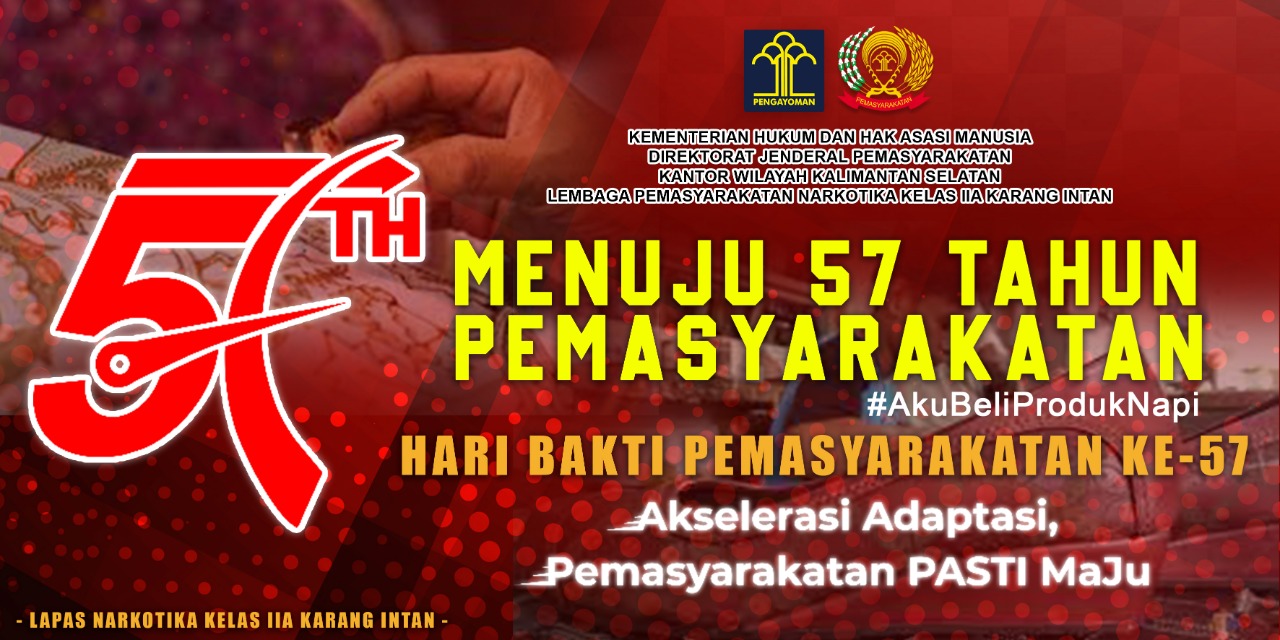 PENGAYOMAN
PEMASYARAKATAN
KEMENTERIAN HUKUM DAN HAK ASASI MANUSIA
DIREKTORAT JENDERAL PEMASYARAKATAN
KANTOR WILAYAH KALIMANTAN SELATAN
LEMBAGA PEMASYARAKATAN NARKOTIKA KELAS IIA KARANG INTAN
57TH
MENUJU 57 TAHUN
PEMASYARAKATAN
#AkuBeliProdukNapi
HARI BAKTI PEMASYARAKATAN KE-57
Akselerasi Adaptasi,
Pemasyarakatan PASTI MaJu
- LAPAS NARKOTIKA KELAS IIA KARANG INTAN -